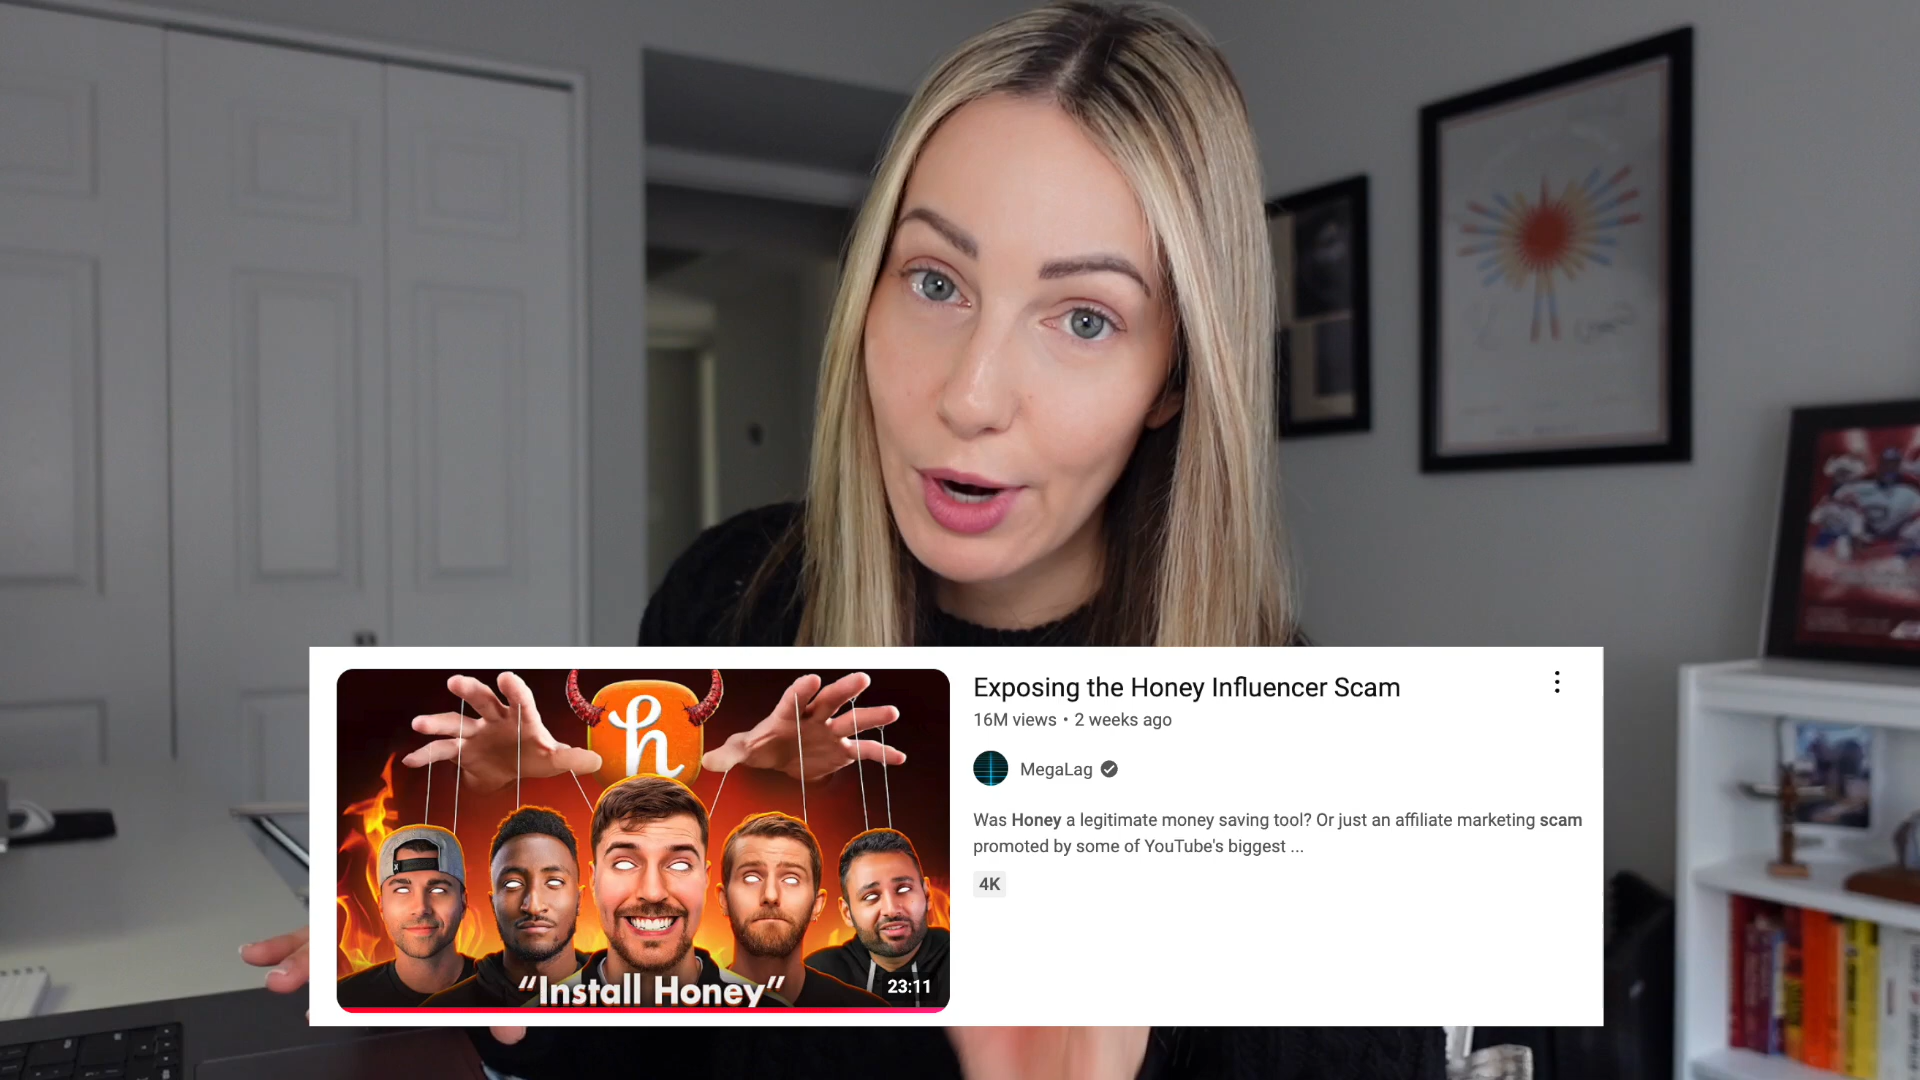 h
"Install Honey"
23:11
Exposing the Honey Influencer Scam
16M views • 2 weeks ago
MegaLag
Was Honey a legitimate money saving tool? Or just an affiliate marketing scam
promoted by some of YouTube's biggest ...
4K